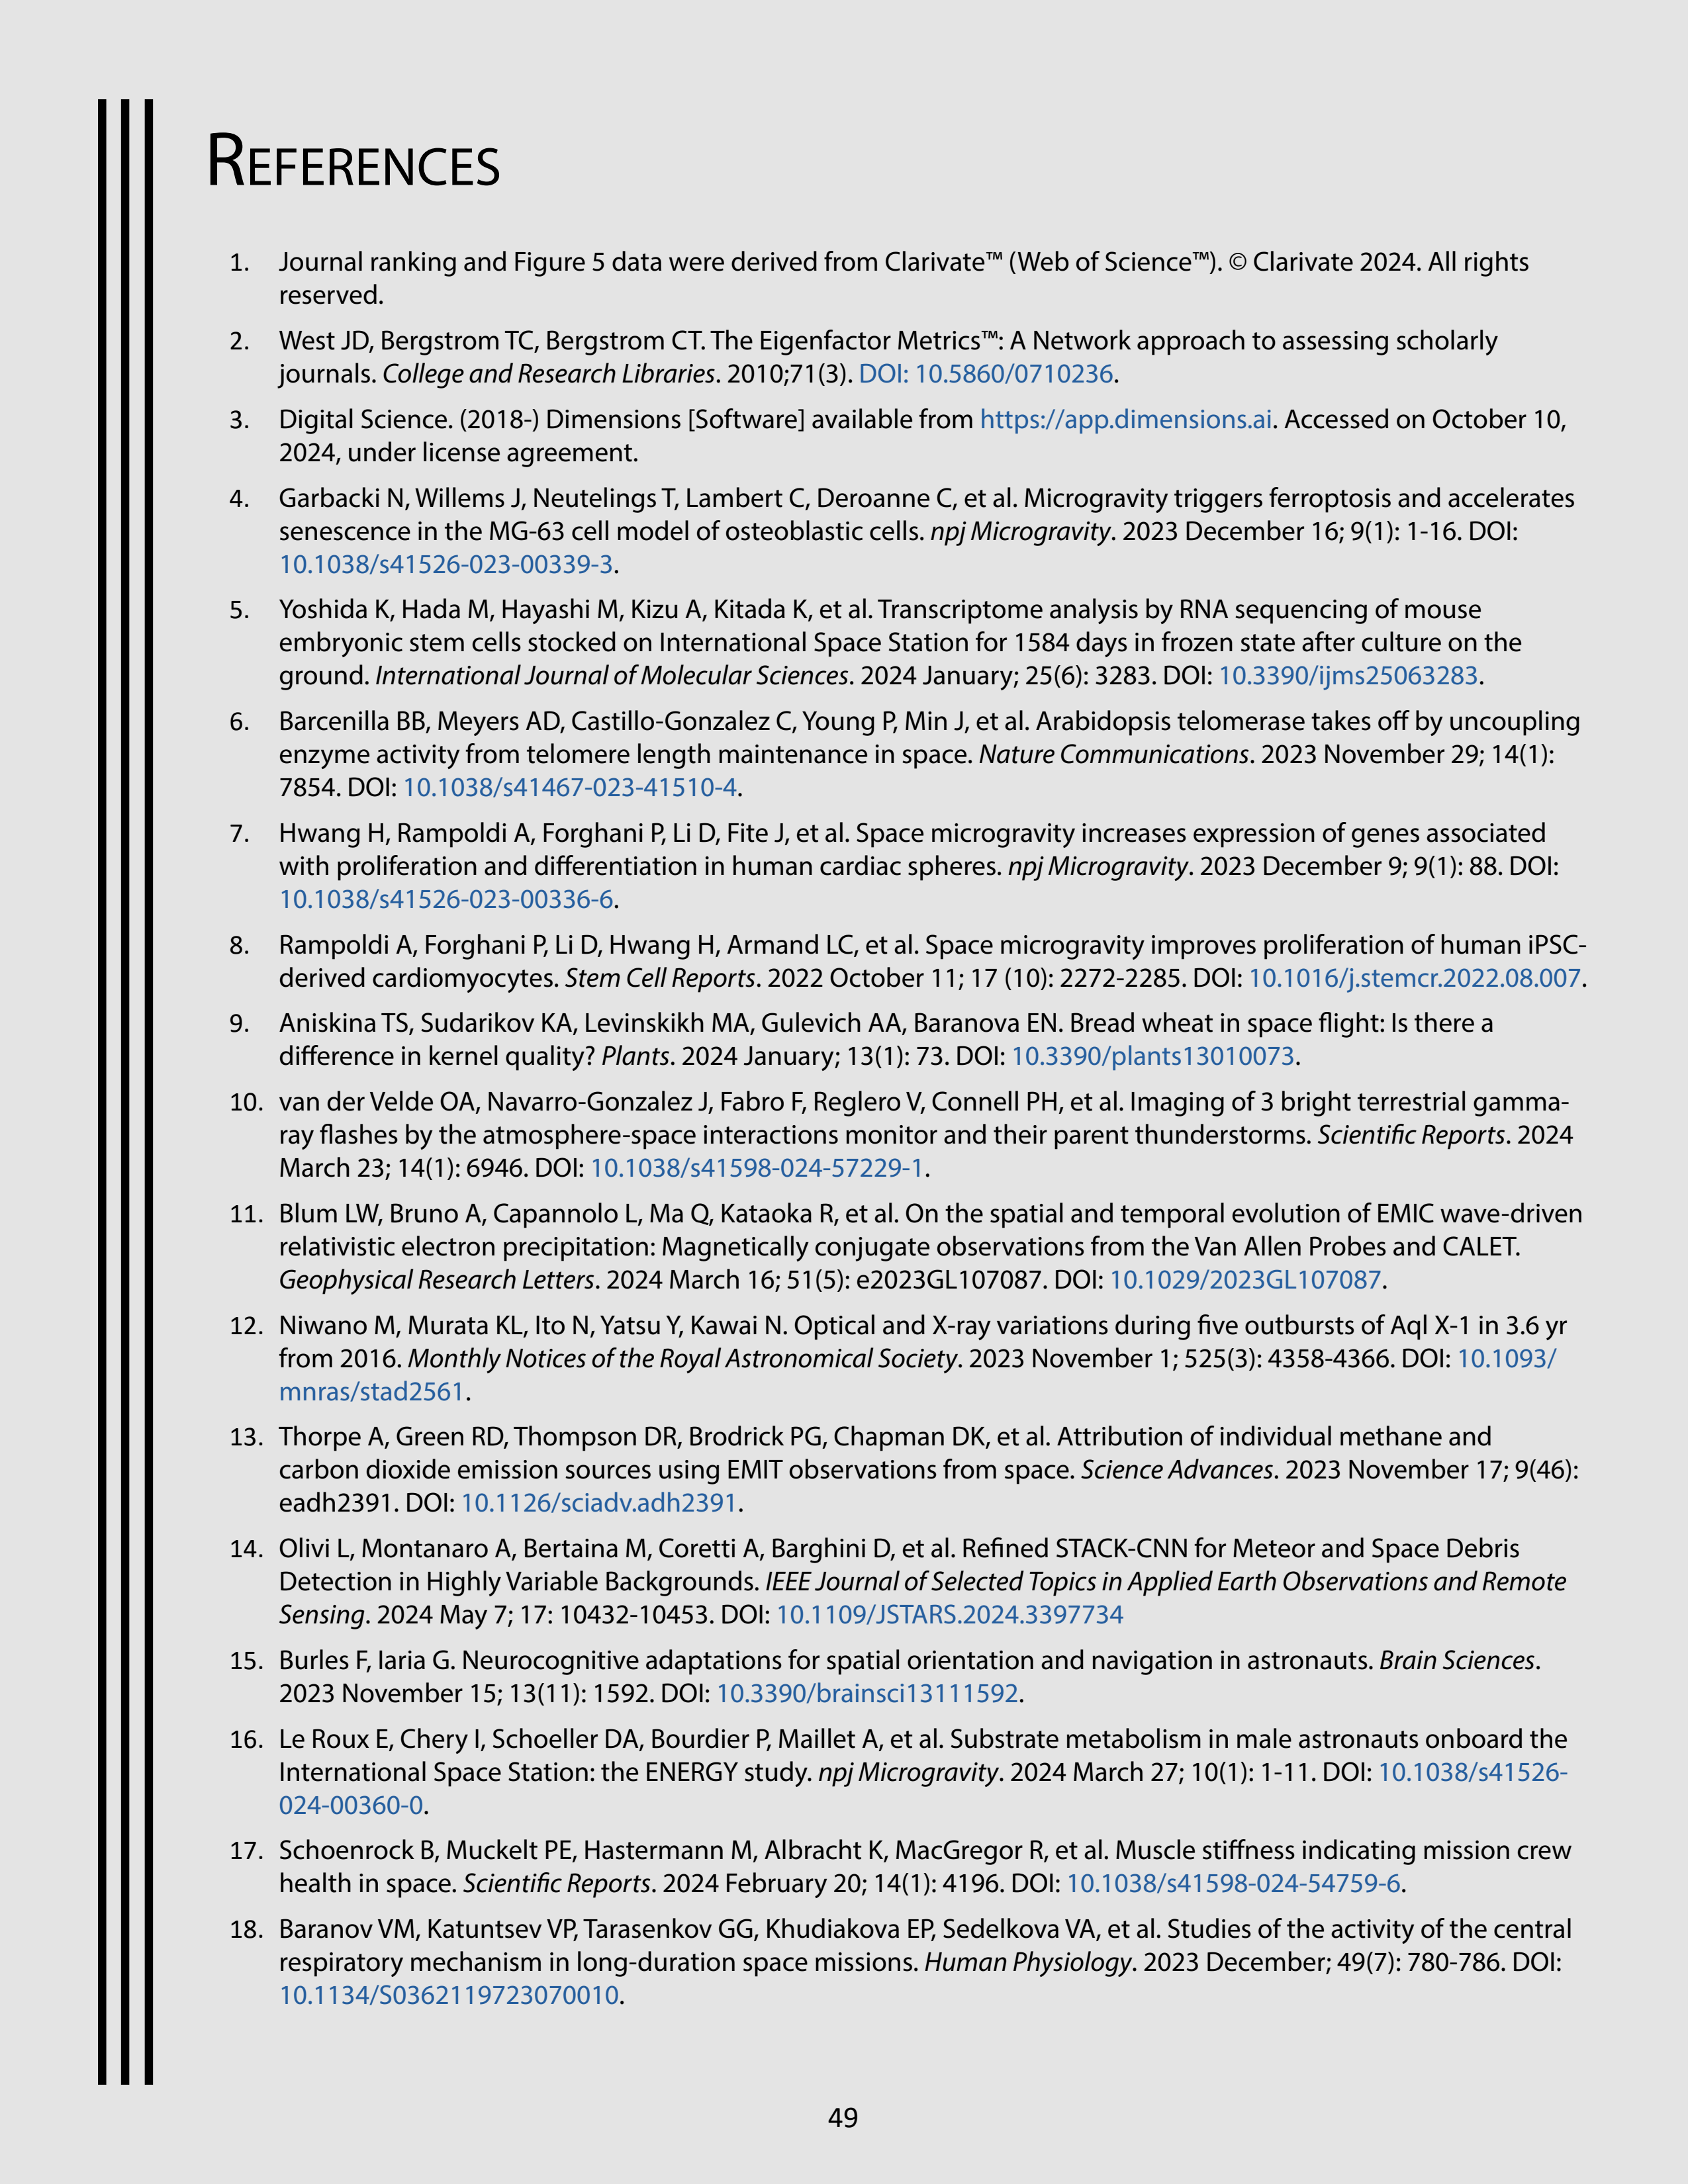 REFERENCES
1. Journal ranking and Figure 5 data were derived from Clarivate™ (Web of Science™). © Clarivate 2024. All rights
reserved.
2. West JD, Bergstrom TC, Bergstrom CT. The Eigenfactor Metrics™: A Network approach to assessing scholarly
journals. College and Research Libraries. 2010;71(3). DOI: 10.5860/0710236.
3. Digital Science. (2018-) Dimensions [Software] available from https://app.dimensions.ai. Accessed on October 10,
2024, under license agreement.
4. Garbacki N, Willems J, Neutelings T, Lambert C, Deroanne C, et al. Microgravity triggers ferroptosis and accelerates
senescence in the MG-63 cell model of osteoblastic cells. npj Microgravity. 2023 December 16; 9(1): 1-16. DOI:
10.1038/s41526-023-00339-3.
5. Yoshida K, Hada M, Hayashi M, Kizu A, Kitada K, et al. Transcriptome analysis by RNA sequencing of mouse
embryonic stem cells stocked on International Space Station for 1584 days in frozen state after culture on the
ground. International Journal of Molecular Sciences. 2024 January; 25(6): 3283. DOI: 10.3390/ijms25063283.
6. Barcenilla BB, Meyers AD, Castillo-Gonzalez C, Young P, Min J, et al. Arabidopsis telomerase takes off by uncoupling
enzyme activity from telomere length maintenance in space. Nature Communications. 2023 November 29; 14(1):
7854. DOI: 10.1038/s41467-023-41510-4.
7. Hwang H, Rampoldi A, Forghani P, Li D, Fite J, et al. Space microgravity increases expression of genes associated
with proliferation and differentiation in human cardiac spheres. npj Microgravity. 2023 December 9; 9(1): 88. DOI:
10.1038/s41526-023-00336-6.
8. Rampoldi A, Forghani P, Li D, Hwang H, Armand LC, et al. Space microgravity improves proliferation of human iPSC-
derived cardiomyocytes. Stem Cell Reports. 2022 October 11; 17 (10): 2272-2285. DOI: 10.1016/j.stemcr.2022.08.007.
9. Aniskina TS, Sudarikov KA, Levinskikh MA, Gulevich AA, Baranova EN. Bread wheat in space flight: Is there a
difference in kernel quality? Plants. 2024 January; 13(1): 73. DOI: 10.3390/plants13010073.
10. van der Velde OA, Navarro-Gonzalez J, Fabro F, Reglero V, Connell PH, et al. Imaging of 3 bright terrestrial gamma-
ray flashes by the atmosphere-space interactions monitor and their parent thunderstorms. Scientific Reports. 2024
March 23; 14(1): 6946. DOI: 10.1038/s41598-024-57229-1.
11. Blum LW, Bruno A, Capannolo L, Ma Q, Kataoka R, et al. On the spatial and temporal evolution of EMIC wave-driven
relativistic electron precipitation: Magnetically conjugate observations from the Van Allen Probes and CALET.
Geophysical Research Letters. 2024 March 16; 51(5): e2023GL107087. DOI: 10.1029/2023GL107087.
12. Niwano M, Murata KL, Ito N, Yatsu Y, Kawai N. Optical and X-ray variations during five outbursts of Aql X-1 in 3.6 yr
from 2016. Monthly Notices of the Royal Astronomical Society. 2023 November 1; 525(3): 4358-4366. DOI: 10.1093/
mnras/stad2561.
13. Thorpe A, Green RD, Thompson DR, Brodrick PG, Chapman DK, et al. Attribution of individual methane and
carbon dioxide emission sources using EMIT observations from space. Science Advances. 2023 November 17; 9(46):
eadh2391. DOI: 10.1126/sciadv.adh2391.
14. Olivi L, Montanaro A, Bertaina M, Coretti A, Barghini D, et al. Refined STACK-CNN for Meteor and Space Debris
Detection in Highly Variable Backgrounds. IEEE Journal of Selected Topics in Applied Earth Observations and Remote
Sensing. 2024 May 7; 17: 10432-10453. DOI: 10.1109/JSTARS.2024.3397734
15. Burles F, Iaria G. Neurocognitive adaptations for spatial orientation and navigation in astronauts. Brain Sciences.
2023 November 15; 13(11): 1592. DOI: 10.3390/brainsci13111592.
16. Le Roux E, Chery I, Schoeller DA, Bourdier P, Maillet A, et al. Substrate metabolism in male astronauts onboard the
International Space Station: the ENERGY study. npj Microgravity. 2024 March 27; 10(1): 1-11. DOI: 10.1038/s41526-
024-00360-0.
17. Schoenrock B, Muckelt PE, Hastermann M, Albracht K, MacGregor R, et al. Muscle stiffness indicating mission crew
health in space. Scientific Reports. 2024 February 20; 14(1): 4196. DOI: 10.1038/s41598-024-54759-6.
18. Baranov VM, Katuntsev VP, Tarasenkov GG, Khudiakova EP, Sedelkova VA, et al. Studies of the activity of the central
respiratory mechanism in long-duration space missions. Human Physiology. 2023 December; 49(7): 780-786. DOI:
10.1134/S0362119723070010.
49